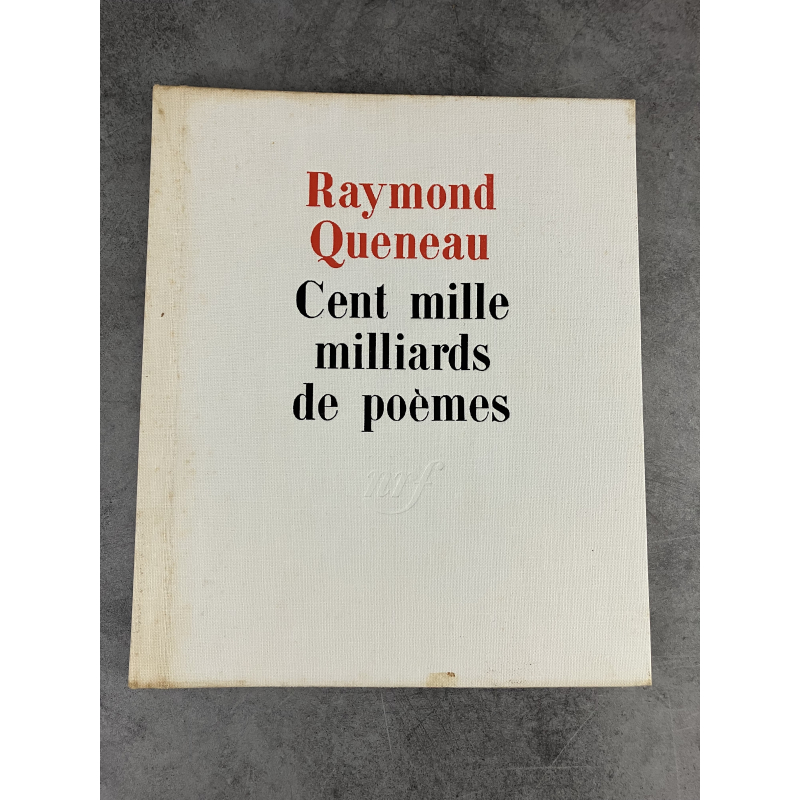 Raymond
Queneau
Cent mille
milliards
de poèmes
nrf